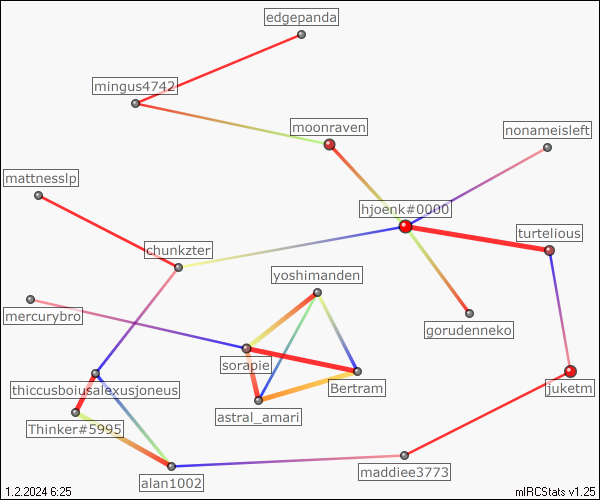 edgepanda
mingus4742
moonraven
nonameisleft
mattnesslp
hjoenk#0000
turtelious
chunkzter
yoshimanden
mercurybro
gorudenneko
sorapie
thiccusboiusalexusjoneus
Bertram
juketm
astral_amari
Thinker#5995
maddiee3773
alan1002
1.2.2024 6:25
mIRCStats v1.25